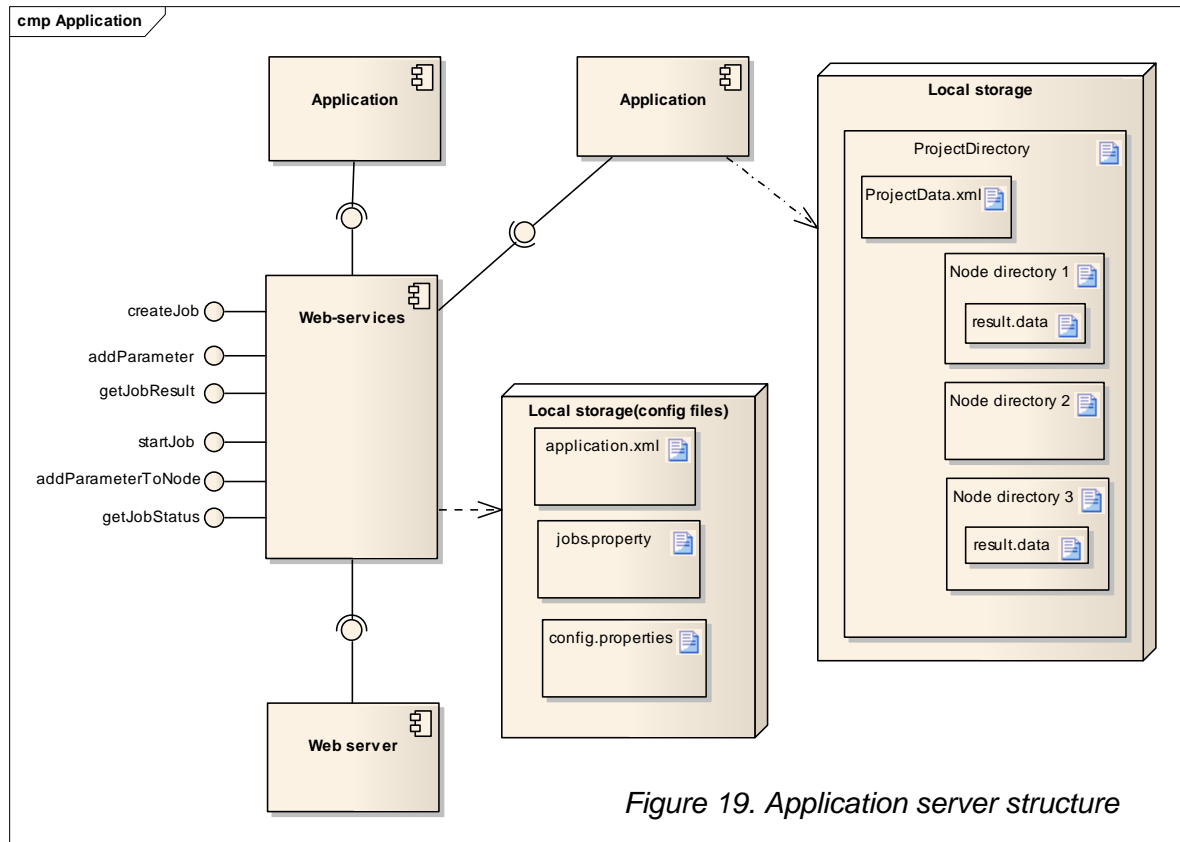 cmp Application
Application
Application
Local storage
ProjectDirectory
ProjectData.xml
Node directory 1
result.data
Node directory 2
Node directory 3
result.data
Web-services
createJob
addParameter
getJobResult
startJob
addParameterToNode
getJobStatus
Local storage(config files)
application.xml
jobs.property
config.properties
Web server
Figure 19. Application server structure